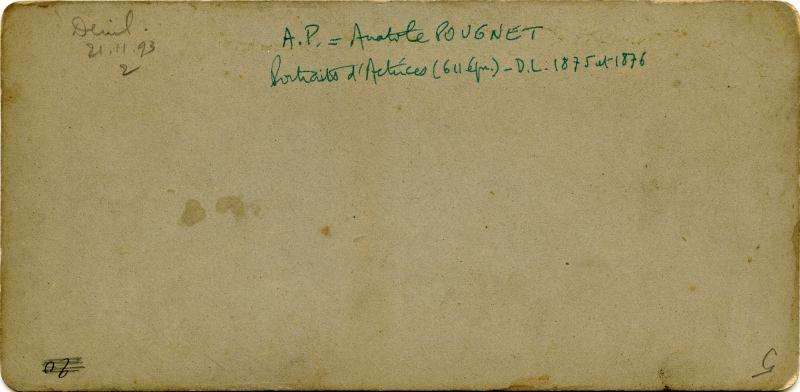 Deuil.
21.11.93
2
A.P. = Anatole POUGNET
Portraits d'Actrices (611 épr.) - D.L. 1875 et 1876